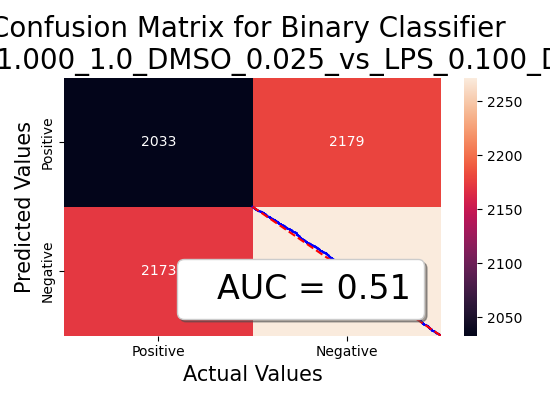 Confusion Matrix for Binary Classifier
1.000_1.0_DMSO_0.025_vs_LPS_0.100_D
Predicted Values
Positive
Negative
2033
2179
2173
AUC = 0.51
Positive
Negative
Actual Values
2250
2200
2150
2100
2050